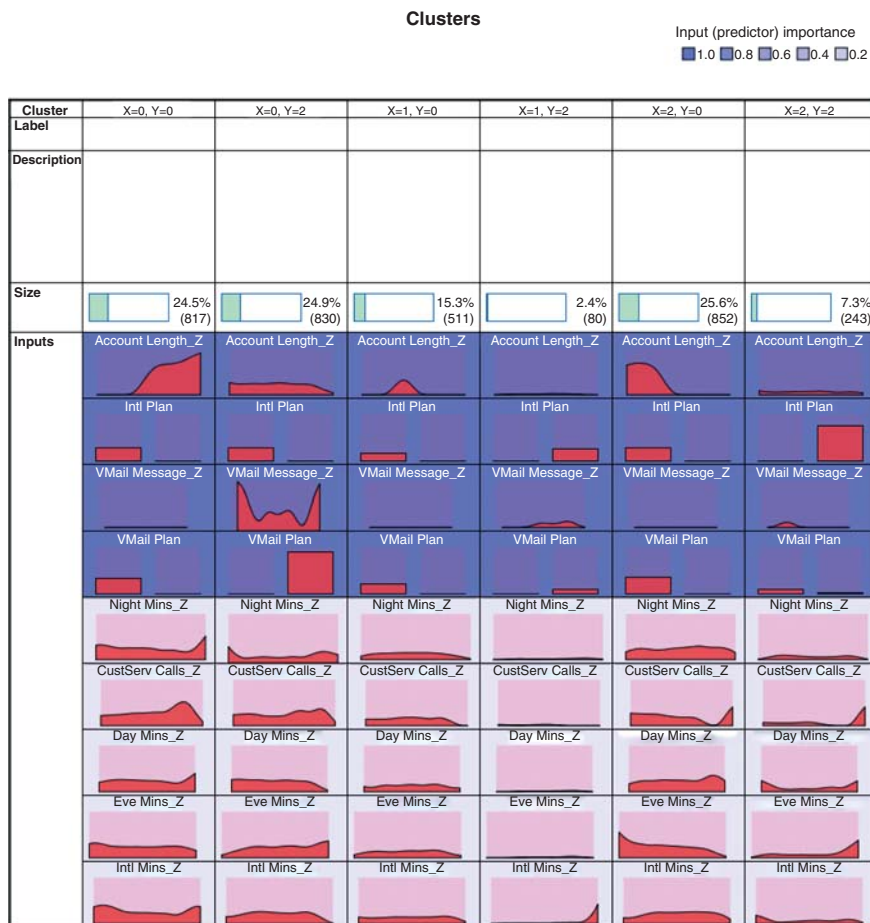 Clusters
Input (predictor) importance
1.0 0.8 0.6 0.4 0.2
Cluster X=0, Y=0 X=0, Y=2 X=1, Y=0 X=1, Y=2 X=2, Y=0 X=2, Y=2
Label
Description
Size 24.5% 24.9% 15.3% 2.4% 25.6% 7.3%
(817) (830) (511) (80) (852) (243)
Inputs Account Length_Z Account Length_Z Account Length_Z Account Length_Z Account Length_Z Account Length_Z
Intl Plan Intl Plan Intl Plan Intl Plan Intl Plan Intl Plan
VMail Message_Z VMail Message_Z VMail Message_Z VMail Message_Z VMail Message_Z VMail Message_Z
VMail Plan VMail Plan VMail Plan VMail Plan VMail Plan VMail Plan
Night Mins_Z Night Mins_Z Night Mins_Z Night Mins_Z Night Mins_Z Night Mins_Z
CustServ Calls_Z CustServ Calls_Z CustServ Calls_Z CustServ Calls_Z CustServ Calls_Z CustServ Calls_Z
Day Mins_Z Day Mins_Z Day Mins_Z Day Mins_Z Day Mins_Z Day Mins_Z
Eve Mins_Z Eve Mins_Z Eve Mins_Z Eve Mins_Z Eve Mins_Z Eve Mins_Z
Intl Mins_Z Intl Mins_Z Intl Mins_Z Intl Mins_Z Intl Mins_Z Intl Mins_Z